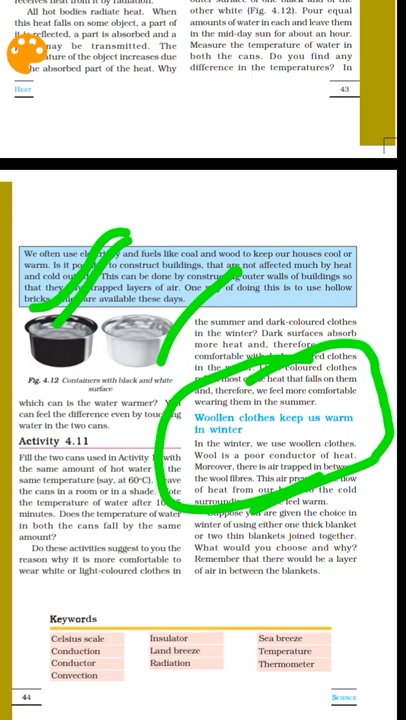 receives heat from it by radiation.
All hot bodies radiate heat. When
this heat falls on some object, a part of
it is reflected, a part is absorbed and a
may be transmitted. The
ature of the object increases due
the absorbed part of the heat. Why
other white (Fig. 4.12). Pour equal
amounts of water in each and leave them
in the mid-day sun for about an hour.
Measure the temperature of water in
both the cans. Do you find any
difference in the temperatures? In
HEAT
43
We often use and fuels like coal and wood to keep our houses cool or
warm. Is it to construct buildings, that are not affected much by heat
and cold This can be done by outer walls of buildings so
that they trapped layers of air. One of doing this is to use hollow
bricks are available these days.
Fig. 4.12 Containers with black and white
surface
which can is the water warmer?
can feel the difference even by
water in the two cans.
Activity 4.11
Fill the two cans used in Activity with
the same amount of hot water the
same temperature (say, at 60°C).
the cans in a room or in a shade.
the temperature of water after
minutes. Does the temperature of water
in both the cans fall by the same
amount?
Do these activities suggest to you the
reason why it is more comfortable to
wear white or light-coloured clothes in
the summer and dark-coloured clothes
in the winter? Dark surfaces absorb
more heat and,
comfortable with clothes
in the coloured clothes
most heat that falls on them
and, therefore, we feel more comfortable
wearing them in the summer.
Woollen clothes keep us warm
in winter
In the winter, we use woollen clothes.
Wool is a poor conductor of heat.
Moreover, there is air trapped in
the wool fibres. This air
of heat from our to the cold
warm.
Suppose are given the choice in
winter of using either one thick blanket
or two thin blankets joined together.
What would you choose and why?
Remember that there would be a layer
of air in between the blankets.
Keywords
Celsius scale
Conduction
Conductor
Convection
Insulator
Land breeze
Radiation
Sea breeze
Temperature
Thermometer
44
SCIENCE